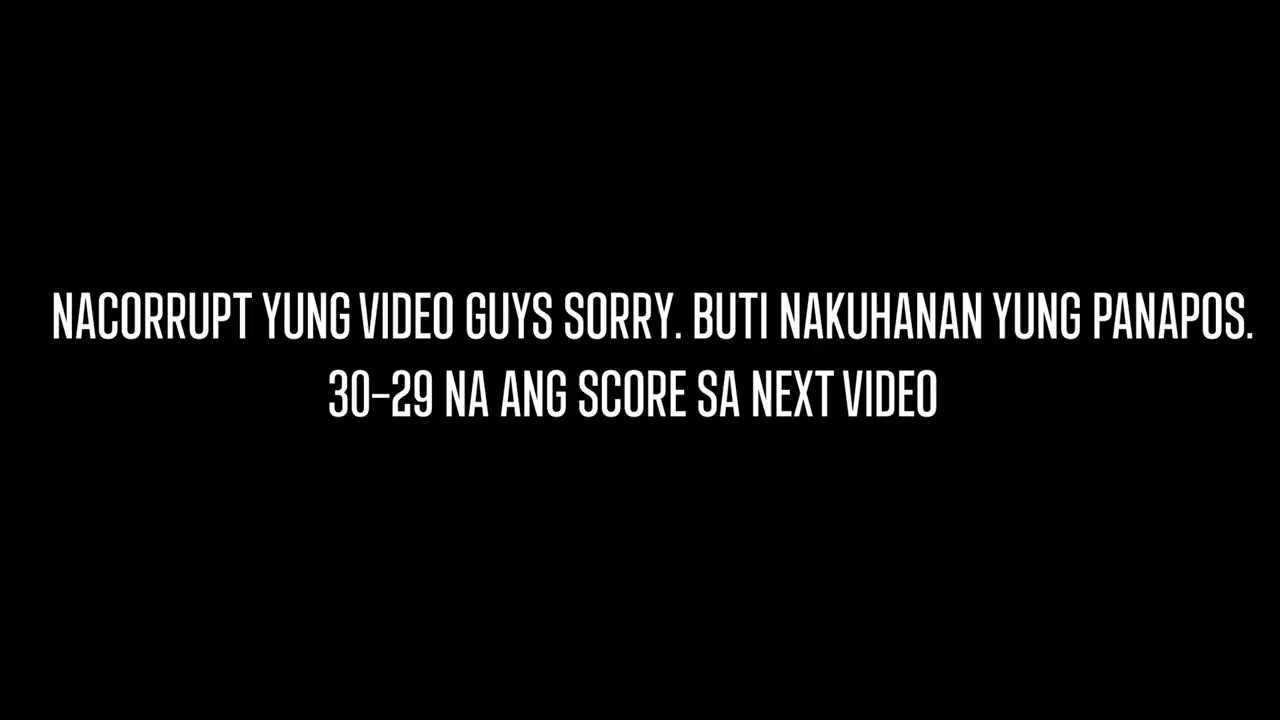 NACORRUPT YUNG VIDEO GUYS SORRY. BUTI NAKUHANAN YUNG PANAPOS.
30-29 NA ANG SCORE SA NEXT VIDEO